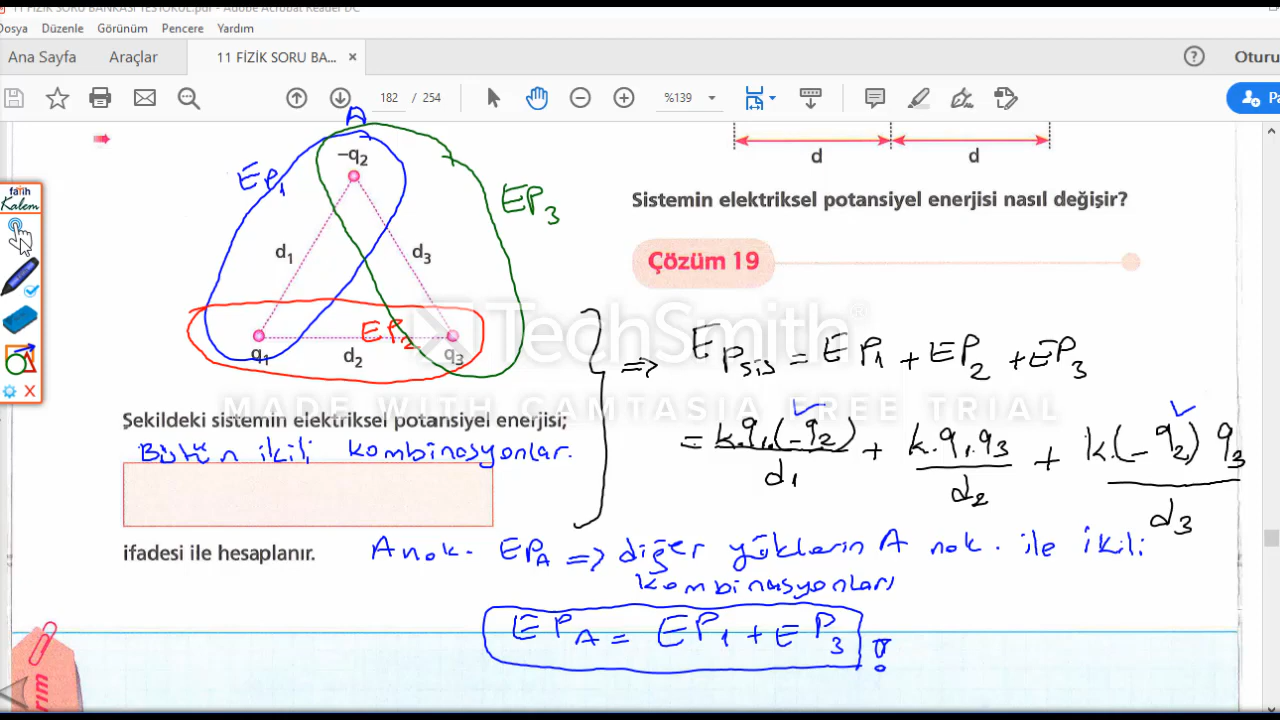 11 FİZİK SORU BANKASI TESTOKUL.pdf - Adobe Acrobat Reader DC
Dosya Düzenle Görünüm Pencere Yardım
Ana Sayfa Araçlar 11 FİZİK SORU BA... × ? Oturu
182 / 254 %139
fatih
Kalem
A
-q2
EP1
EP3
d1
d3
EP2
q1
d2
q3
Şekildeki sistemin elektriksel potansiyel enerjisi;
Bütün ikili kombinasyonlar.
ifadesi ile hesaplanır.
d
d
Sistemin elektriksel potansiyel enerjisi nasıl değişir?
Çözüm 19
TechSmith
MADE WITH CAMTASIA FREE TRIAL
⇒ EPsis = EP1 + EP2 + EP3
= k.q1.(-q2)/d1 + k.q1.q3/d2 + k.(-q2) q3/d3
A nok. EPA ⇒ diğer yüklerin A nok. ile ikili
kombinasyonları
EPA = EP1 + EP3 !